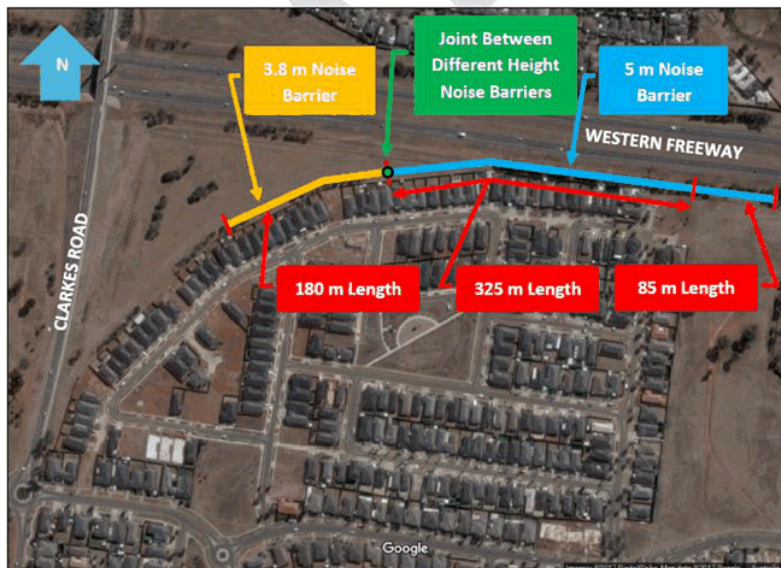 N
3.8 m Noise
Barrier
Joint Between
Different Height
Noise Barriers
5 m Noise
Barrier
WESTERN FREEWAY
CLARKES ROAD
180 m Length
325 m Length
85 m Length
Google